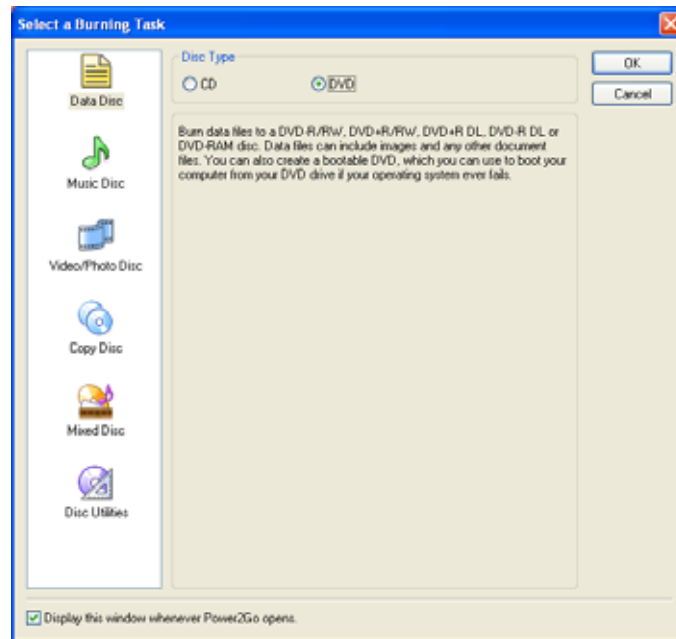 Select a Burning Task
Data Disc
Music Disc
Video/Photo Disc
Copy Disc
Mixed Disc
Disc Utilities
Disc Type
CD
DVD
Burn data files to a DVD-R/RW, DVD+R/RW, DVD+R DL, DVD-R DL or
DVD-RAM disc. Data files can include images and any other document
files. You can also create a bootable DVD, which you can use to boot your
computer from your DVD drive if your operating system ever fails.
OK
Cancel
Display this window whenever Power2Go opens.